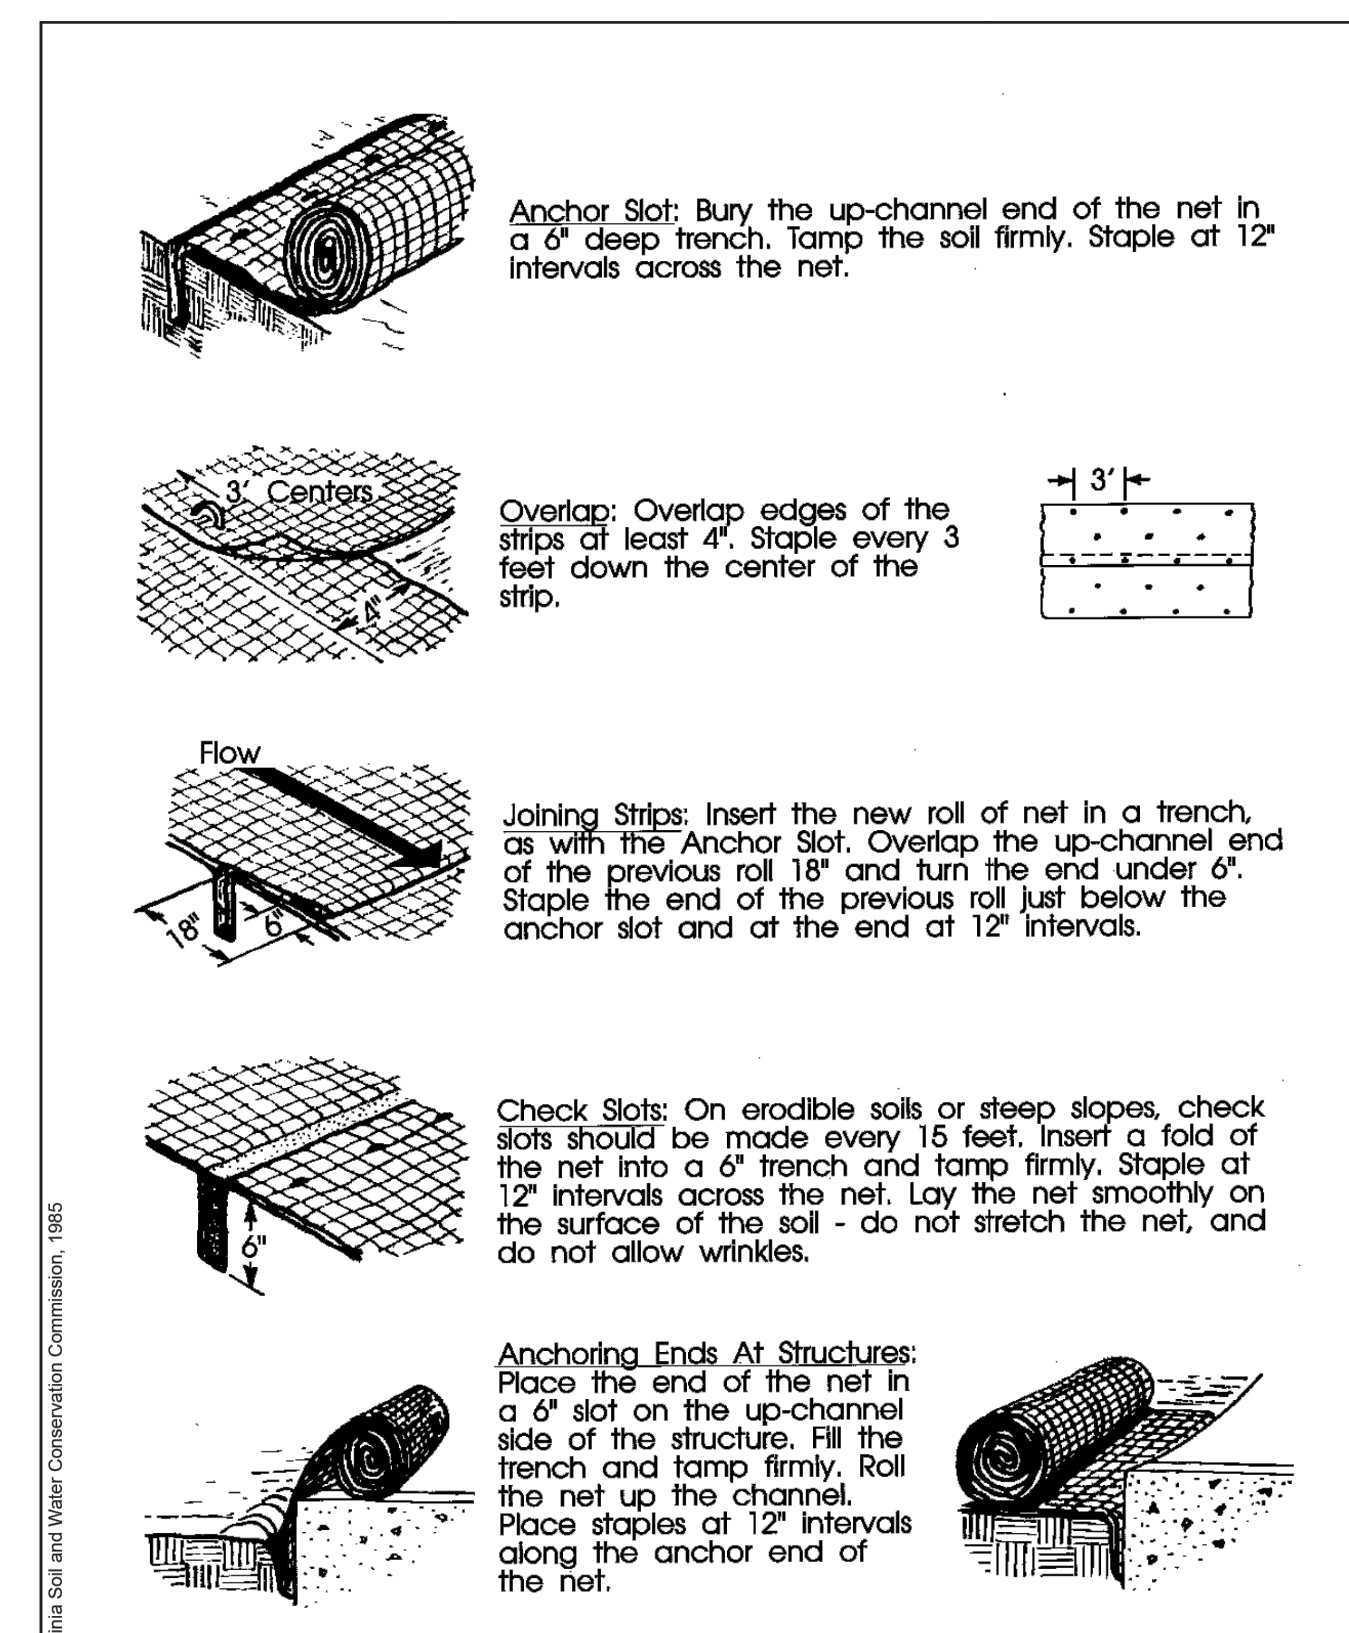 Anchor Slot: Bury the up-channel end of the net in
a 6" deep trench. Tamp the soil firmly. Staple at 12"
intervals across the net.
3' Centers
4"
Overlap: Overlap edges of the
strips at least 4". Staple every 3
feet down the center of the
strip.
3'
Flow
18"
6"
Joining Strips: Insert the new roll of net in a trench,
as with the Anchor Slot. Overlap the up-channel end
of the previous roll 18" and turn the end under 6".
Staple the end of the previous roll just below the
anchor slot and at the end at 12" intervals.
6"
Check Slots: On erodible soils or steep slopes, check
slots should be made every 15 feet. Insert a fold of
the net into a 6" trench and tamp firmly. Staple at
12" intervals across the net. Lay the net smoothly on
the surface of the soil - do not stretch the net, and
do not allow wrinkles.
Anchoring Ends At Structures:
Place the end of the net in
a 6" slot on the up-channel
side of the structure. Fill the
trench and tamp firmly. Roll
the net up the channel.
Place staples at 12" intervals
along the anchor end of
the net.
inia Soil and Water Conservation Commission, 1985